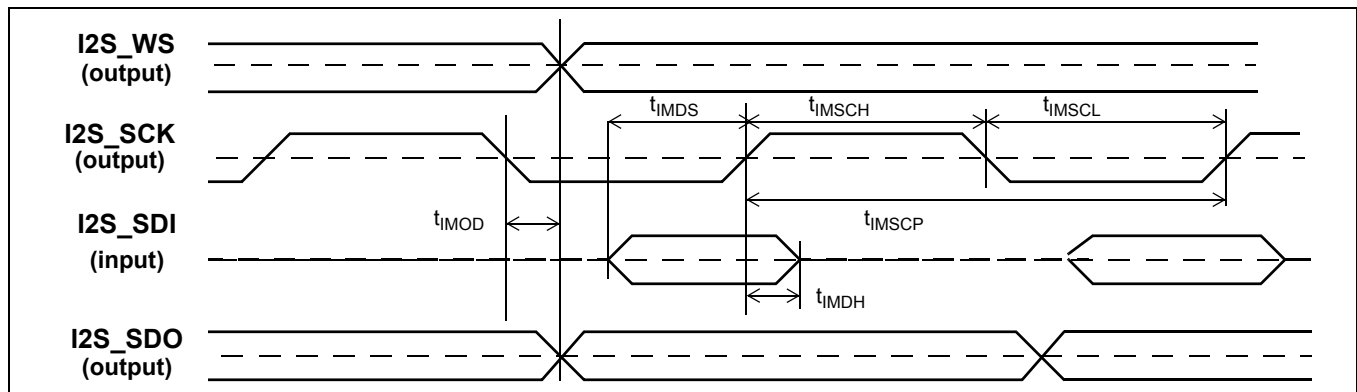 I2S_WS
(output)
tIMDS
tIMSCH
tIMSCL
I2S_SCK
(output)
I2S_SDI
(input)
tIMOD
tIMSCP
tIMDH
I2S_SDO
(output)